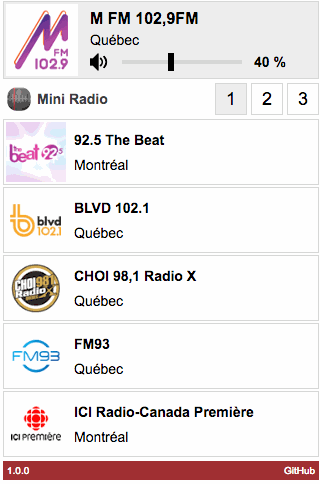 M FM 102,9FM
Québec
M
FM
102.9
40 %
Mini Radio
1 2 3
the
beat 92.5
92.5 The Beat
Montréal
blvd
102.1
BLVD 102.1
Québec
CHOI 981
Radio X
CHOI 98,1 Radio X
Québec
FM93
FM93
Québec
ICI PREMIÈRE
ICI Radio-Canada Première
Montréal
1.0.0 GitHub